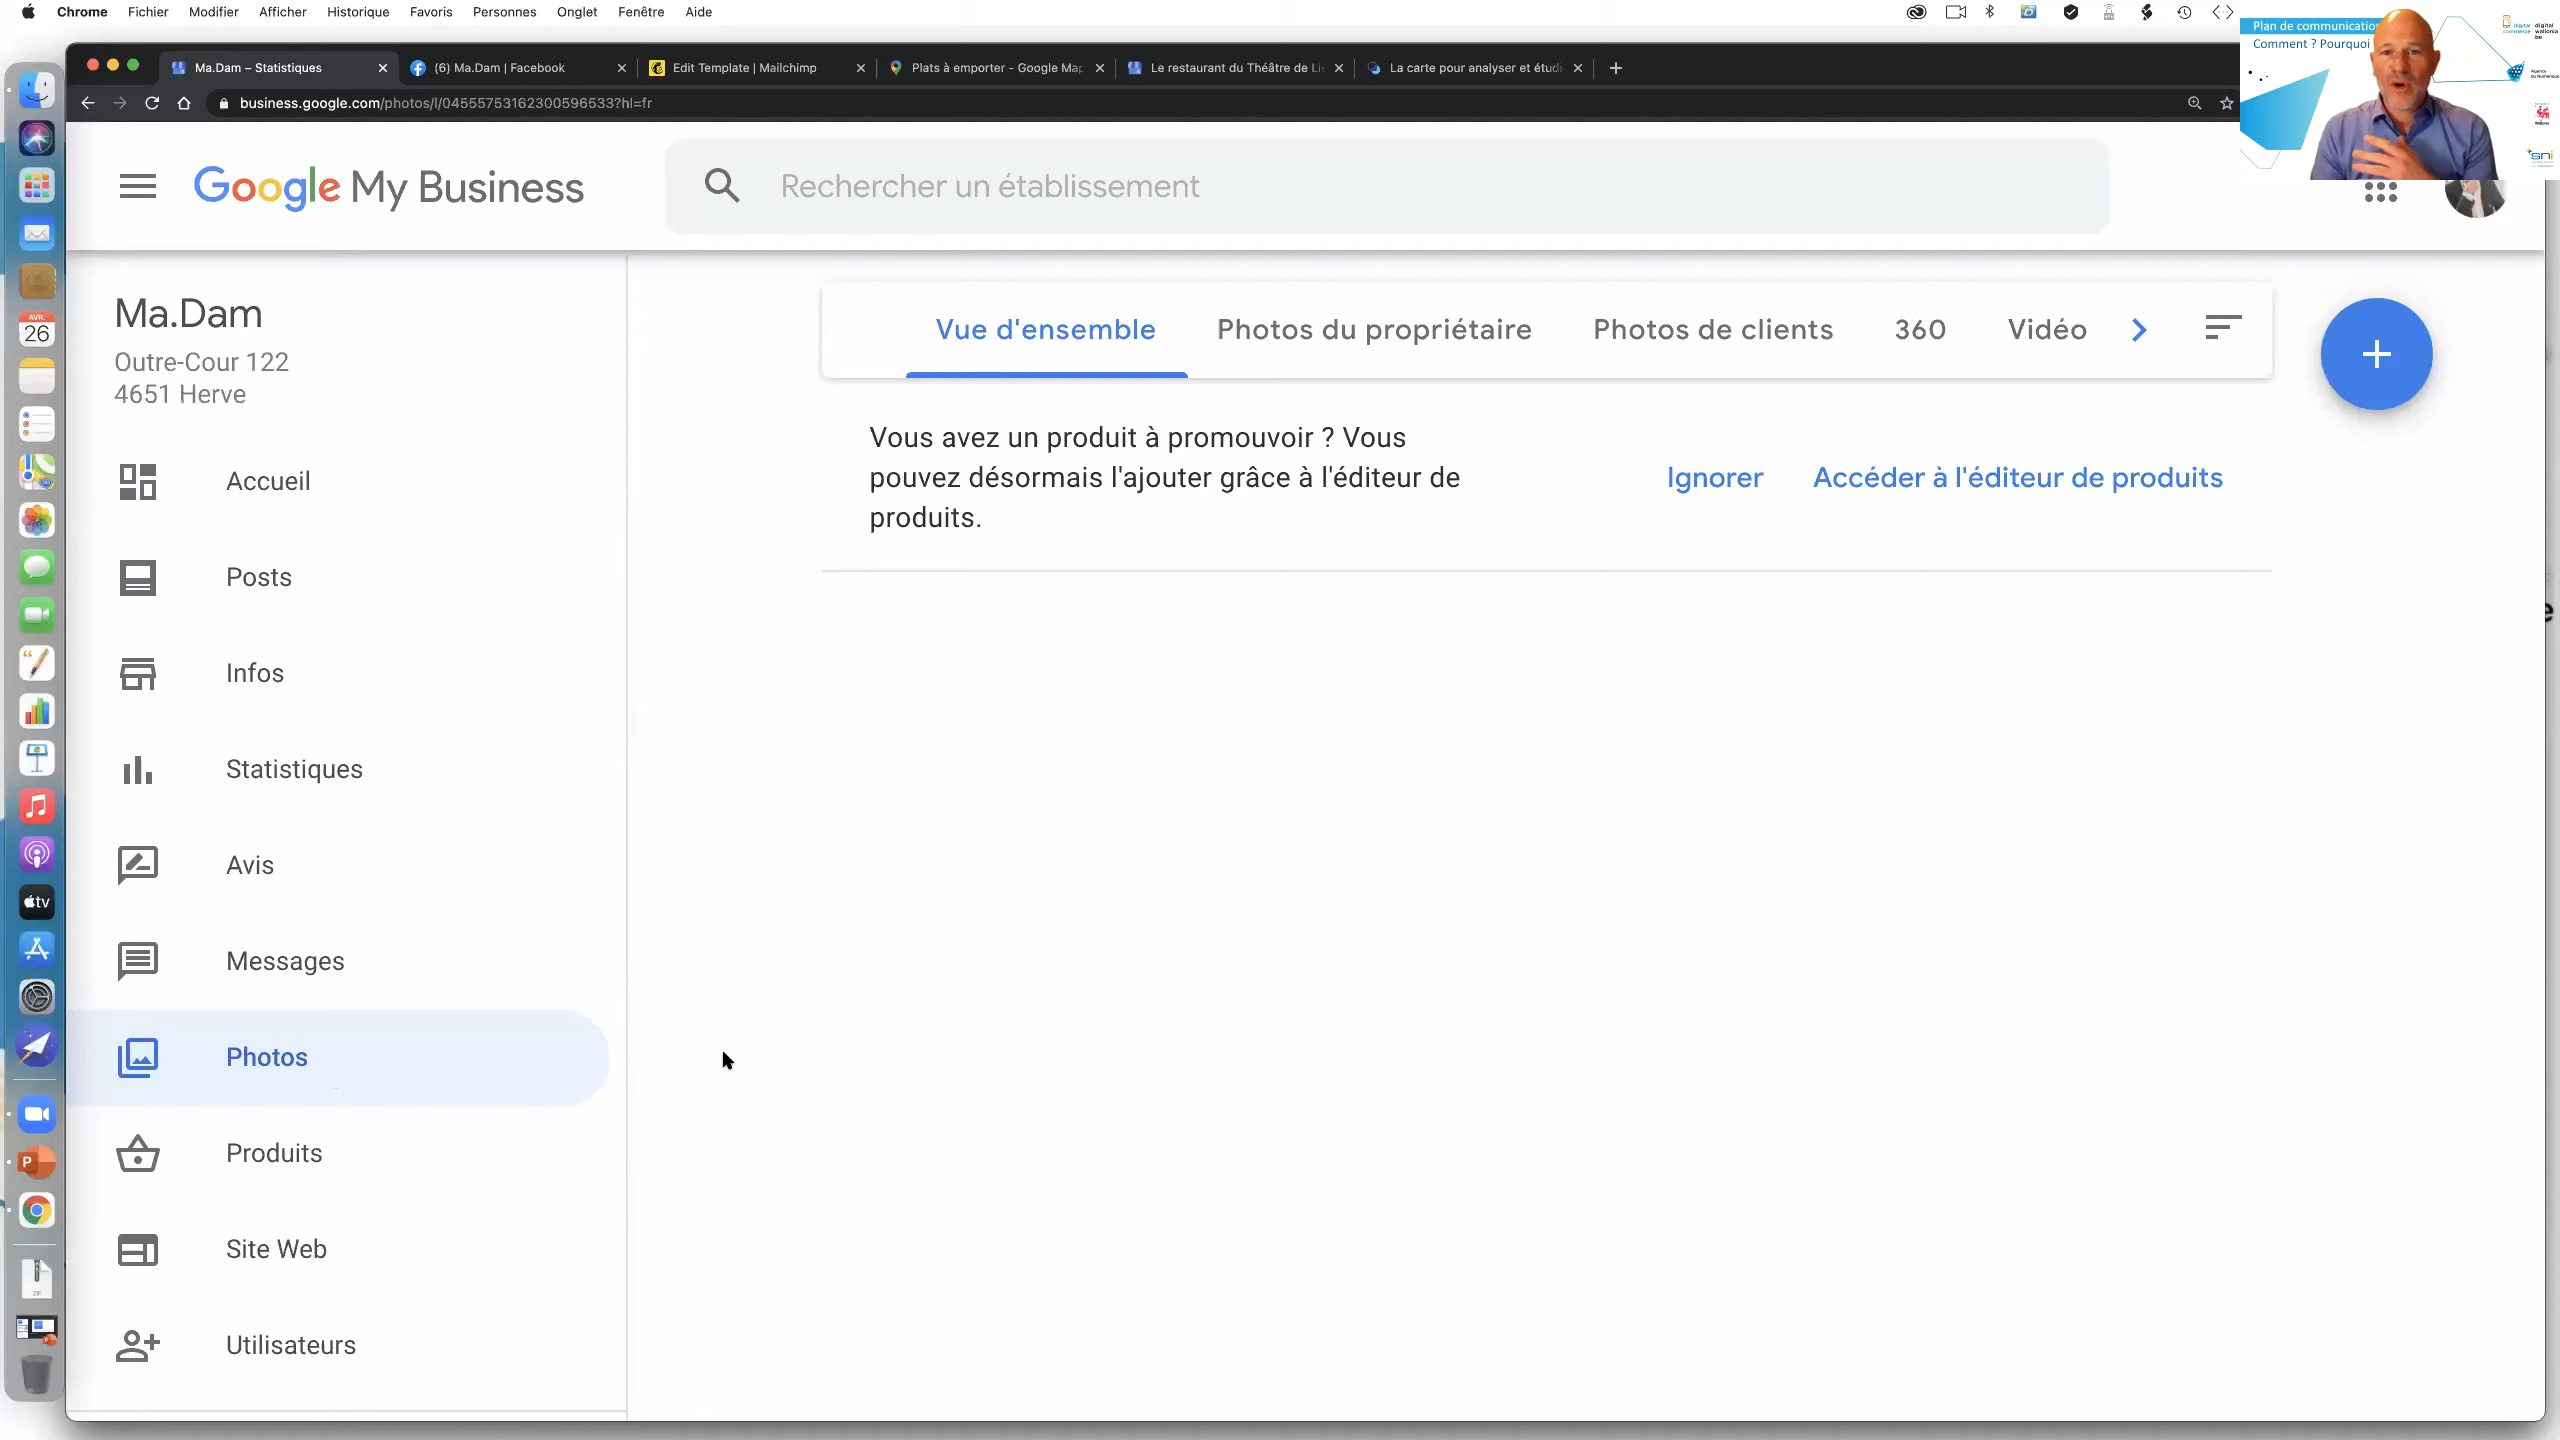 Chrome Fichier Modifier Afficher Historique Favoris Personnes Onglet Fenêtre Aide
Plan de communication
Comment ? Pourquoi
Ma.Dam – Statistiques
(6) Ma.Dam | Facebook
Edit Template | Mailchimp
Plats à emporter - Google Map
Le restaurant du Théâtre de Li
La carte pour analyser et étudi
business.google.com/photos/l/04555753162300596533?hl=fr
Google My Business
Rechercher un établissement
Ma.Dam
Outre-Cour 122
4651 Herve
Accueil
Posts
Infos
Statistiques
Avis
Messages
Photos
Produits
Site Web
Utilisateurs
Vue d'ensemble Photos du propriétaire Photos de clients 360 Vidéo
Vous avez un produit à promouvoir ? Vous
pouvez désormais l'ajouter grâce à l'éditeur de
produits.
Ignorer Accéder à l'éditeur de produits
AVR.
26
tv
P
ZIP
sni